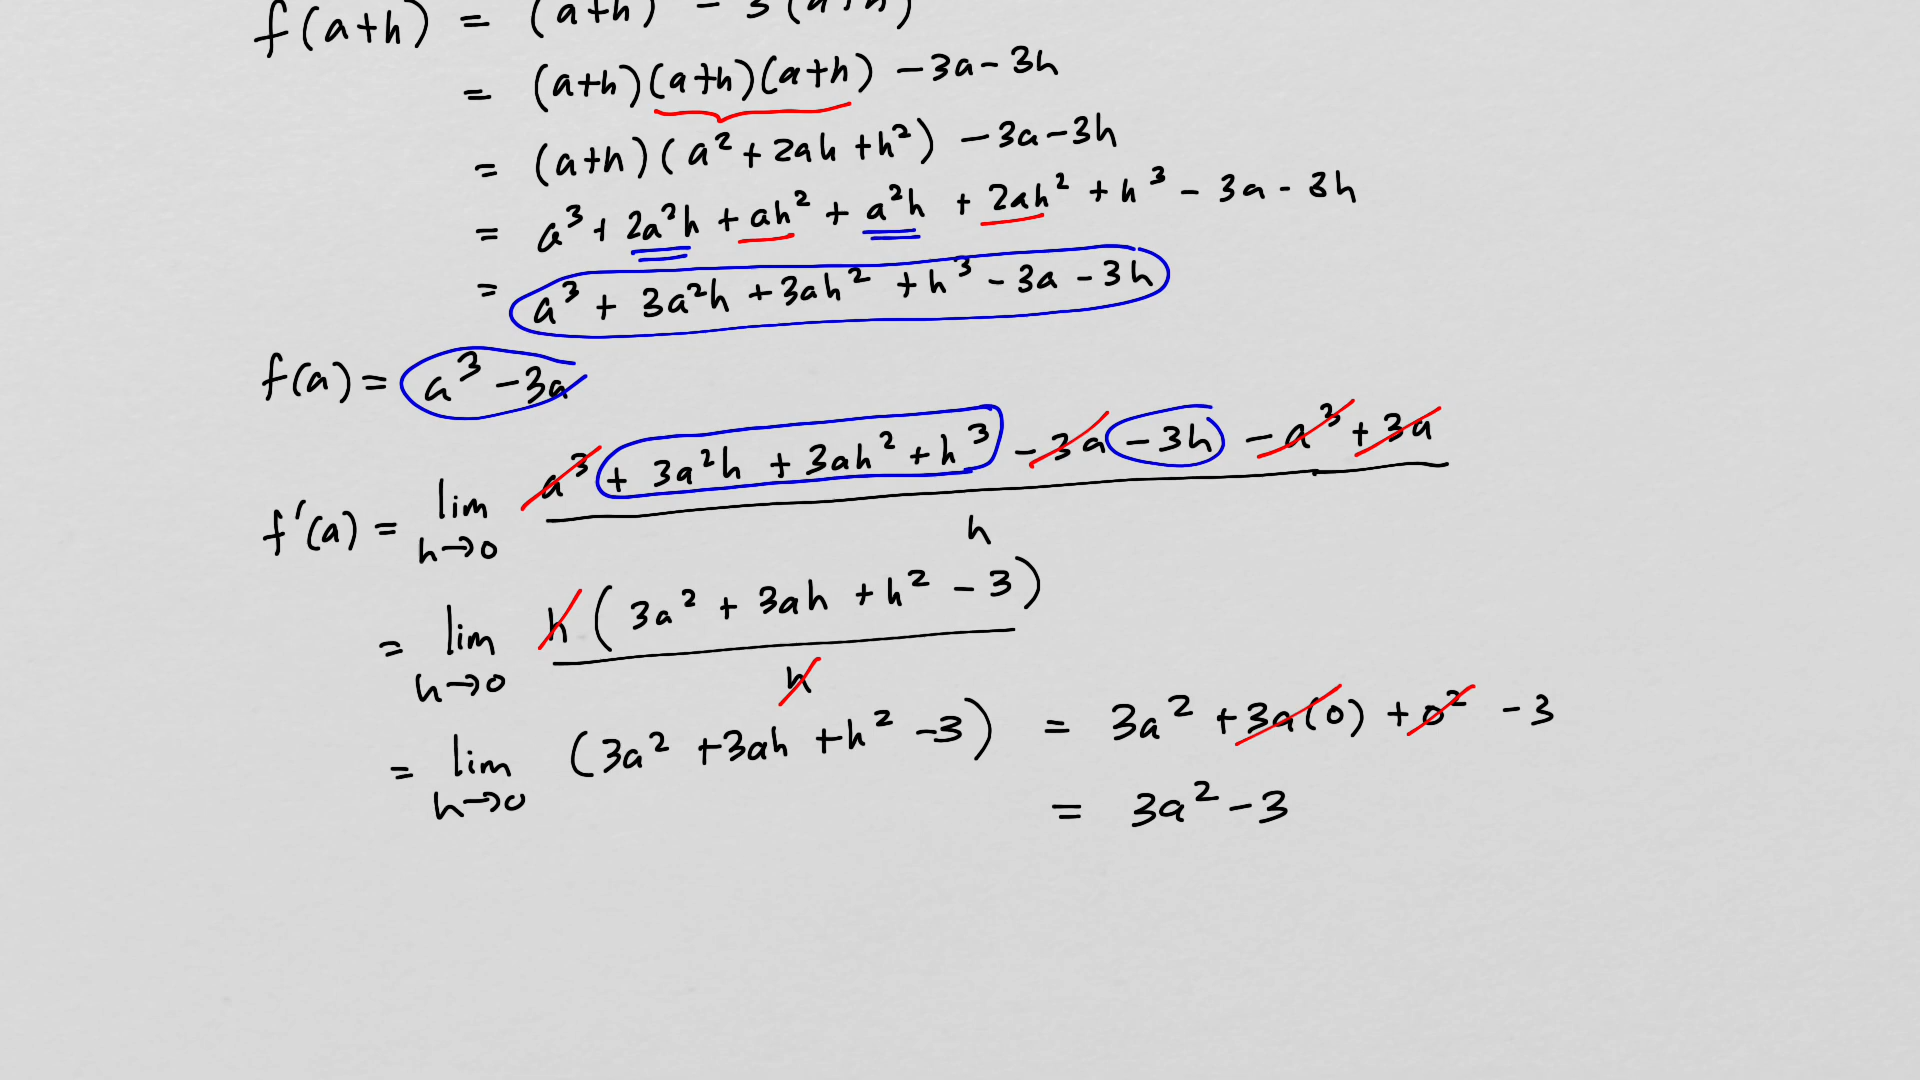 f(a+h) = (a+h) - 3(a+h)
= (a+h)(a+h)(a+h) - 3a - 3h
= (a+h)(a² + 2ah + h²) - 3a - 3h
= a³ + 2a²h + ah² + a²h + 2ah² + h³ - 3a - 3h
= a³ + 3a²h + 3ah² + h³ - 3a - 3h
f(a) = a³ - 3a
f'(a) = lim h→0 a³ + 3a²h + 3ah² + h³ - 3a - 3h - a³ + 3a
h
= lim h→0 h(3a² + 3ah + h² - 3)
h
= lim h→0 (3a² + 3ah + h² - 3) = 3a² + 3a(0) + 0² - 3
= 3a² - 3